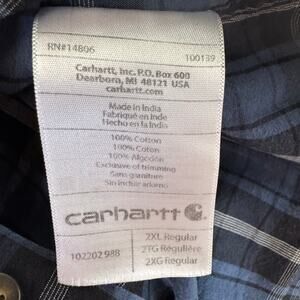 RN#14806
100139
Carhartt, Inc. P.O. Box 600
Dearborn, MI 48121 USA
carhartt.com
Made in India
Fabriqué en Inde
Hecho en la India
100% Cotton
100% Coton
100% Algodón
Exclusive of trimming
Sans garniture
Sin incluir adorno
carhartt
102202 988
2XL Regular
2TG Régulière
2XG Regular